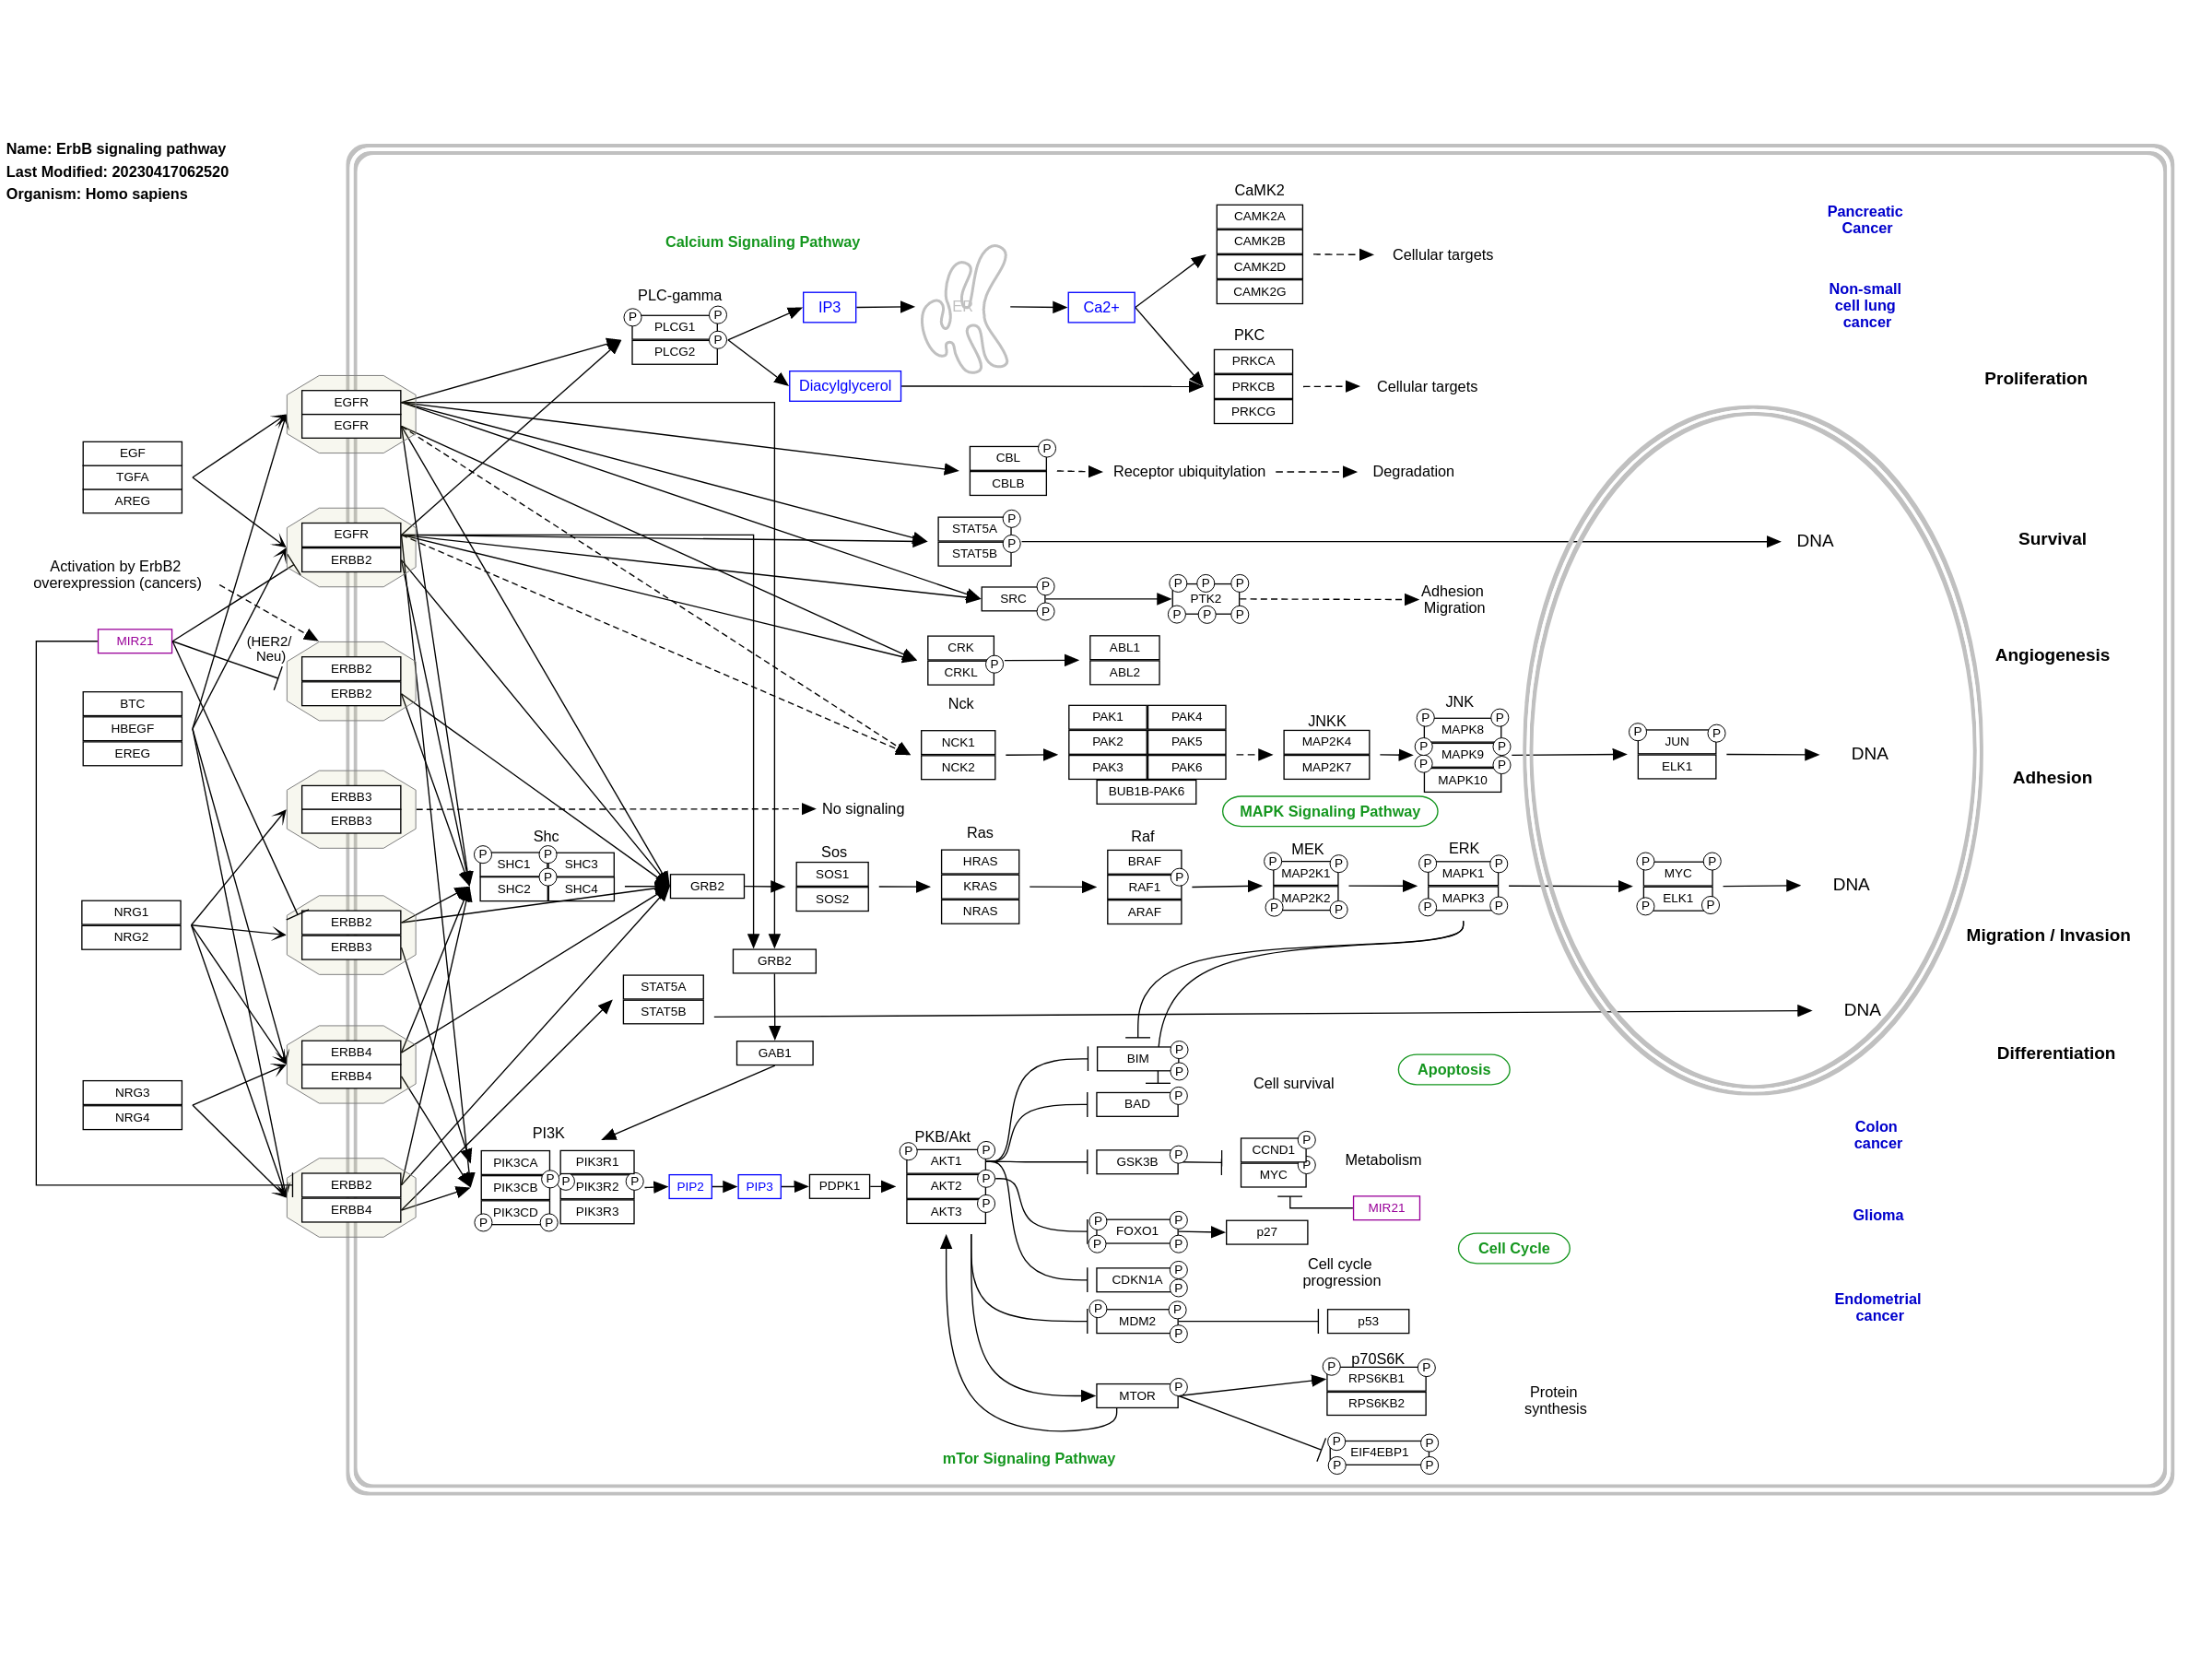 Name: ErbB signaling pathway
Last Modified: 20230417062520
Organism: Homo sapiens
CaMK2
CAMK2A
CAMK2B
CAMK2D
CAMK2G
Cellular targets
Calcium Signaling Pathway
PLC-gamma
P
P
PLCG1
P
PLCG2
IP3
ER
Ca2+
Diacylglycerol
PKC
PRKCA
PRKCB
PRKCG
Cellular targets
Pancreatic
Cancer
Non-small
cell lung
cancer
Proliferation
Survival
Angiogenesis
Adhesion
Migration / Invasion
Differentiation
Colon
cancer
Glioma
Endometrial
cancer
EGF
TGFA
AREG
Activation by ErbB2
overexpression (cancers)
MIR21
(HER2/
Neu)
BTC
HBEGF
EREG
NRG1
NRG2
NRG3
NRG4
EGFR
EGFR
EGFR
ERBB2
ERBB2
ERBB2
ERBB3
ERBB3
ERBB2
ERBB3
ERBB4
ERBB4
ERBB2
ERBB4
P
CBL
CBLB
Receptor ubiquitylation
Degradation
P
STAT5A
P
STAT5B
DNA
P
SRC
P
P
P
P
PTK2
P
P
P
Adhesion
Migration
CRK
P
CRKL
ABL1
ABL2
Nck
NCK1
NCK2
PAK1
PAK4
PAK2
PAK5
PAK3
PAK6
BUB1B-PAK6
JNKK
MAP2K4
MAP2K7
JNK
P
P
MAPK8
P
P
MAPK9
P
P
MAPK10
P
P
JUN
ELK1
DNA
No signaling
MAPK Signaling Pathway
Shc
P
P
SHC1
SHC3
P
SHC2
SHC4
GRB2
Sos
SOS1
SOS2
Ras
HRAS
KRAS
NRAS
Raf
BRAF
P
RAF1
ARAF
MEK
P
P
MAP2K1
MAP2K2
P
P
ERK
P
P
MAPK1
MAPK3
P
P
P
P
MYC
ELK1
P
P
DNA
GRB2
STAT5A
STAT5B
DNA
GAB1
P
BIM
P
P
BAD
Cell survival
Apoptosis
PI3K
PIK3CA
PIK3R1
P
P
P
PIK3CB
PIK3R2
PIK3CD
PIK3R3
P
P
PIP2
PIP3
PDPK1
PKB/Akt
P
P
AKT1
P
AKT2
P
AKT3
P
GSK3B
P
CCND1
P
MYC
Metabolism
MIR21
P
P
FOXO1
P
P
p27
Cell Cycle
Cell cycle
progression
P
CDKN1A
P
P
P
MDM2
P
p53
P
MTOR
p70S6K
P
P
RPS6KB1
RPS6KB2
Protein
synthesis
P
P
EIF4EBP1
P
P
mTor Signaling Pathway